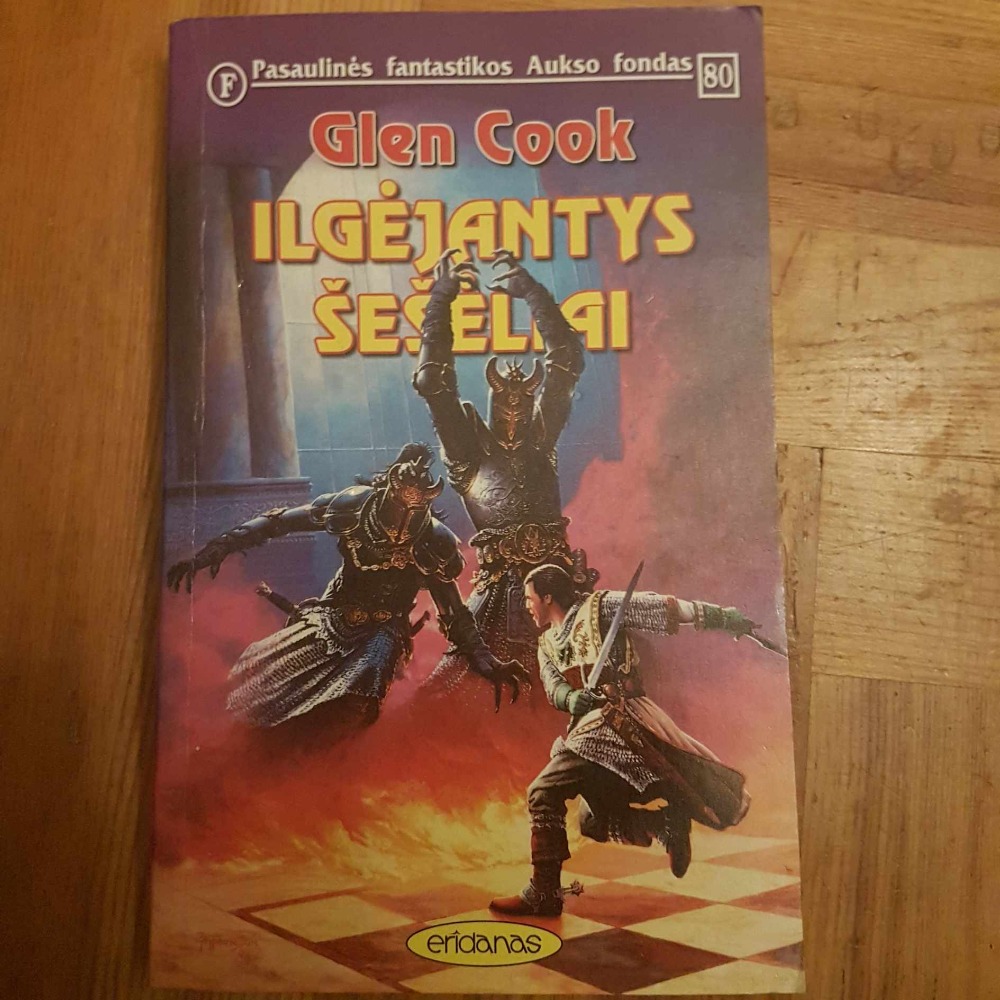 F Pasaulinės fantastikos Aukso fondas 80
Glen Cook
ILGĖJANTYS
ŠEŠĖLIAI
eridanas